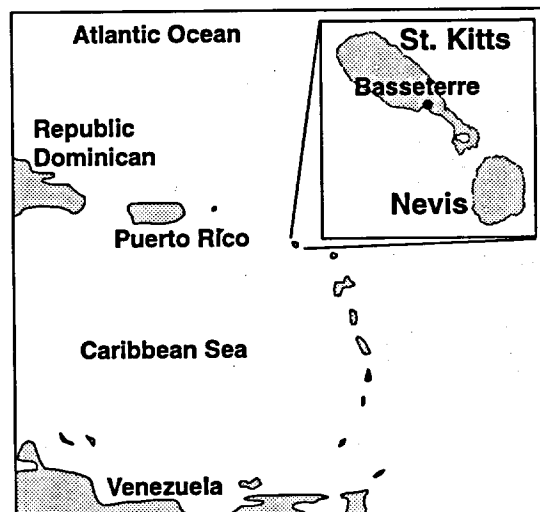 Atlantic Ocean
St. Kitts
Basseterre
Republic
Dominican
Nevis
Puerto Rico
Caribbean Sea
Venezuela